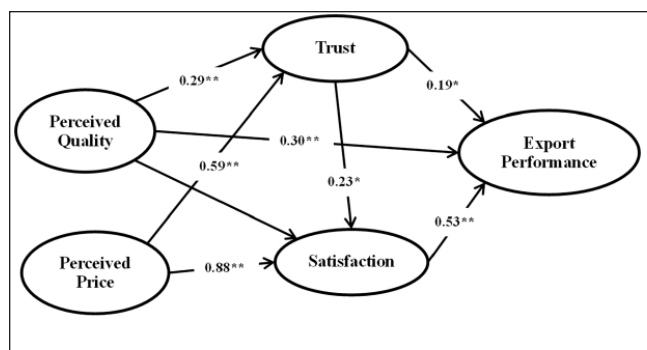 Trust
0.29**
0.19*
Perceived
Quality
0.30**
Export
Performance
0.59**
0.23*
0.53**
Perceived
Price
0.88**
Satisfaction